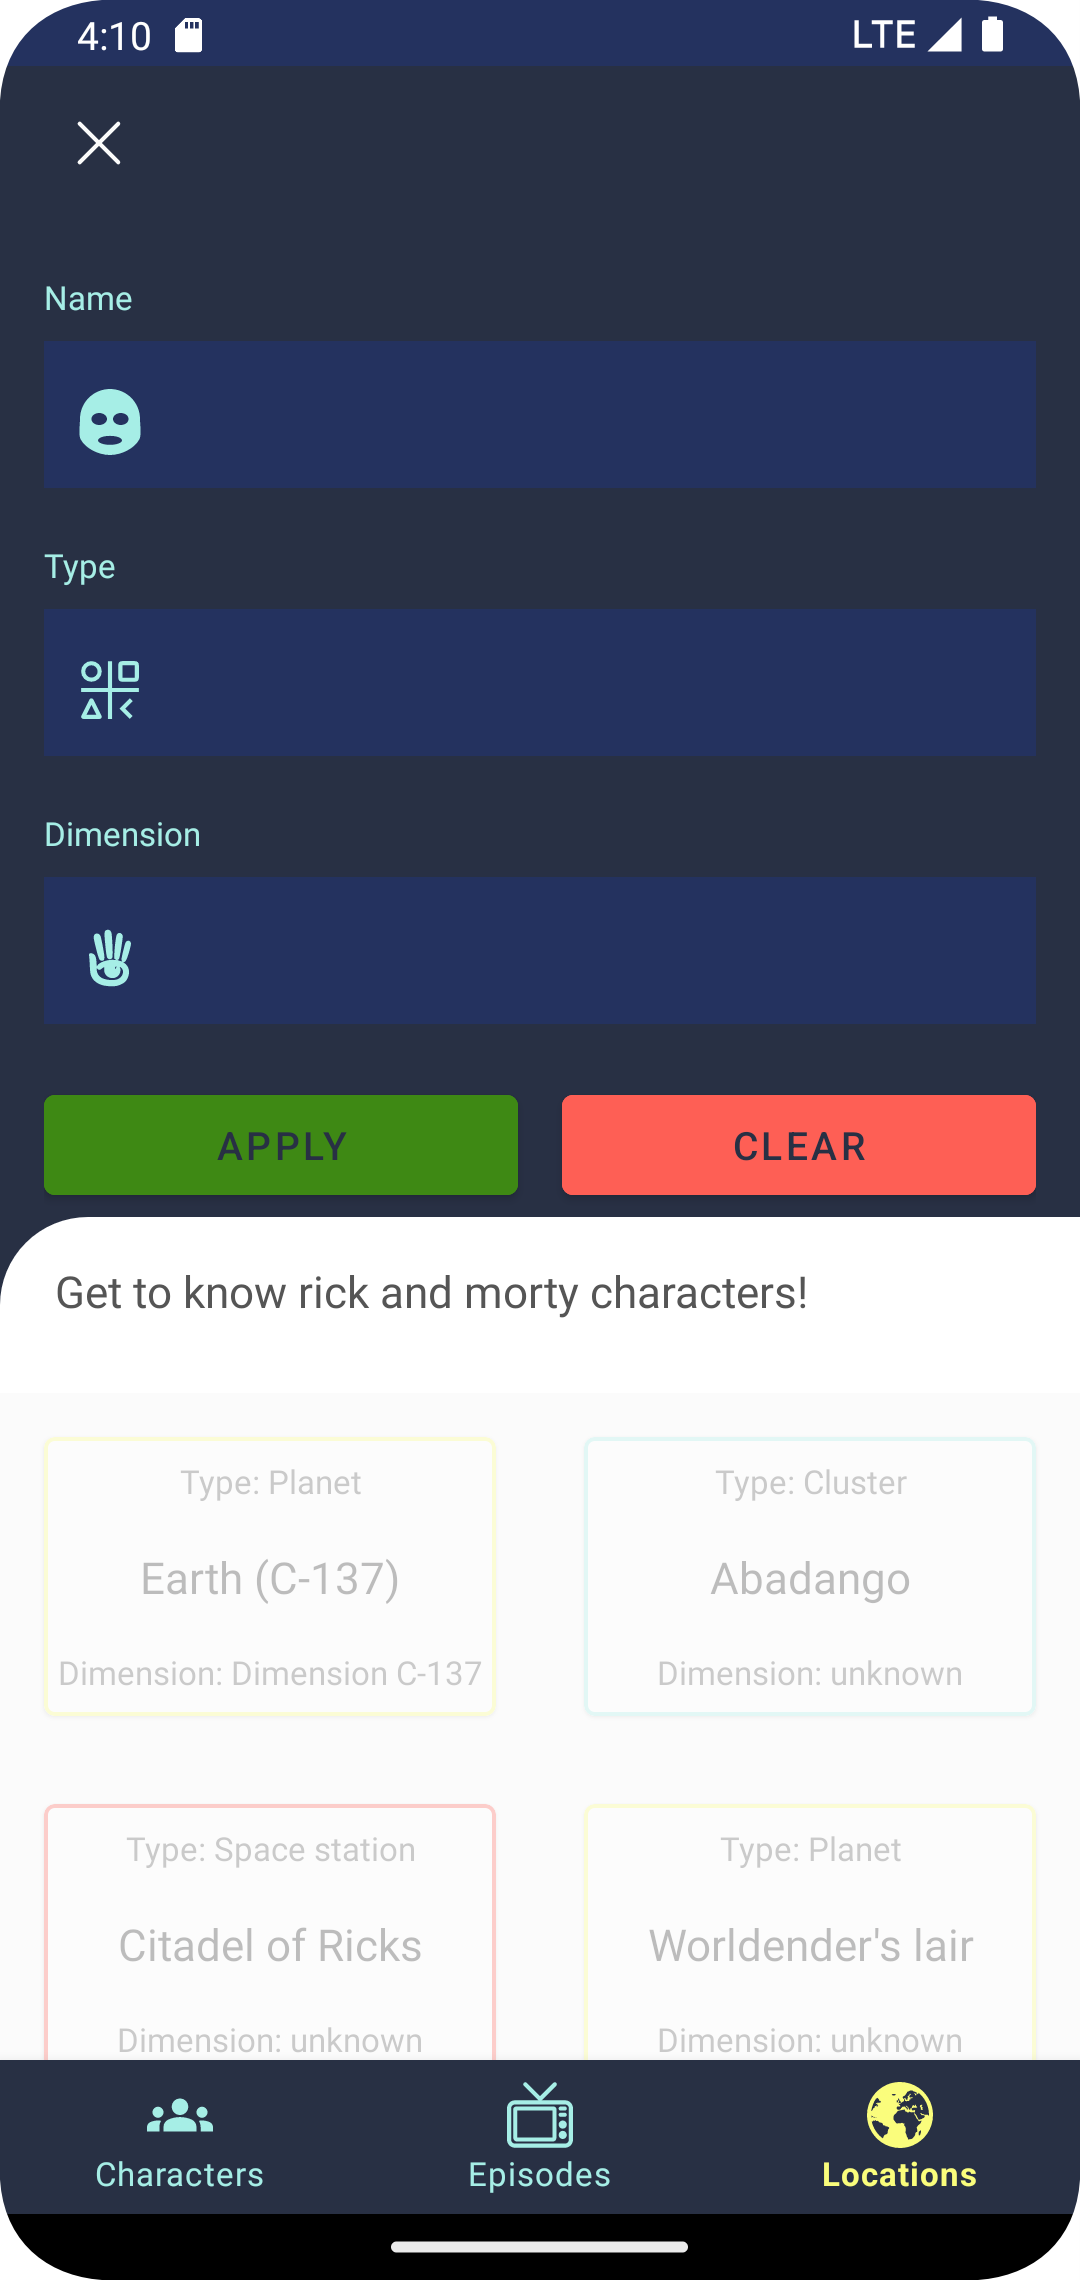 4:10 LTE
Name
Type
Dimension
APPLY CLEAR
Get to know rick and morty characters!
Type: Planet
Earth (C-137)
Dimension: Dimension C-137
Type: Cluster
Abadango
Dimension: unknown
Type: Space station
Citadel of Ricks
Dimension: unknown
Type: Planet
Worldender's lair
Dimension: unknown
Characters Episodes Locations